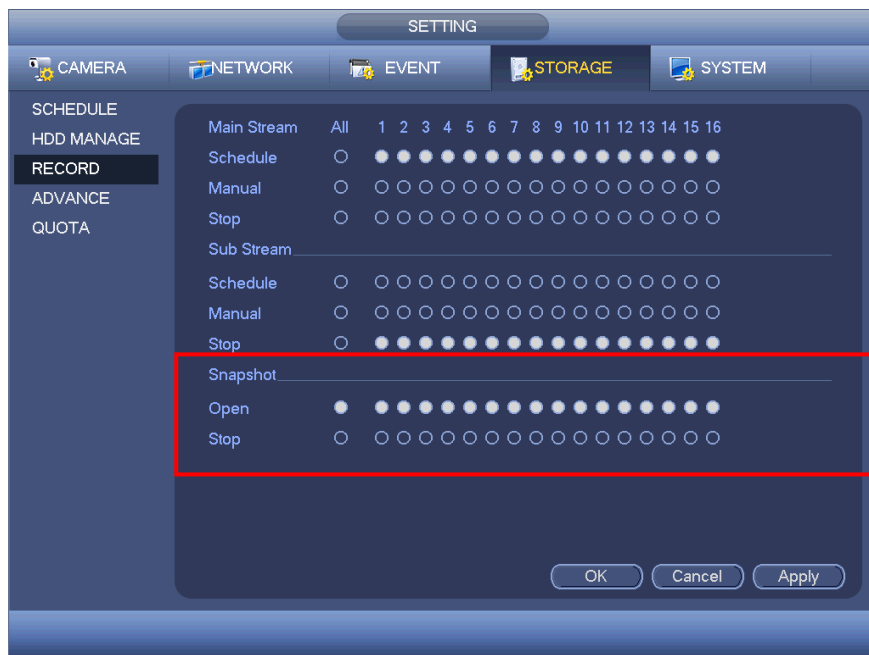 SETTING
CAMERA NETWORK EVENT STORAGE SYSTEM
SCHEDULE
HDD MANAGE
RECORD
ADVANCE
QUOTA
Main Stream All 1 2 3 4 5 6 7 8 9 10 11 12 13 14 15 16
Schedule
Manual
Stop
Sub Stream
Schedule
Manual
Stop
Snapshot
Open
Stop
OK Cancel Apply